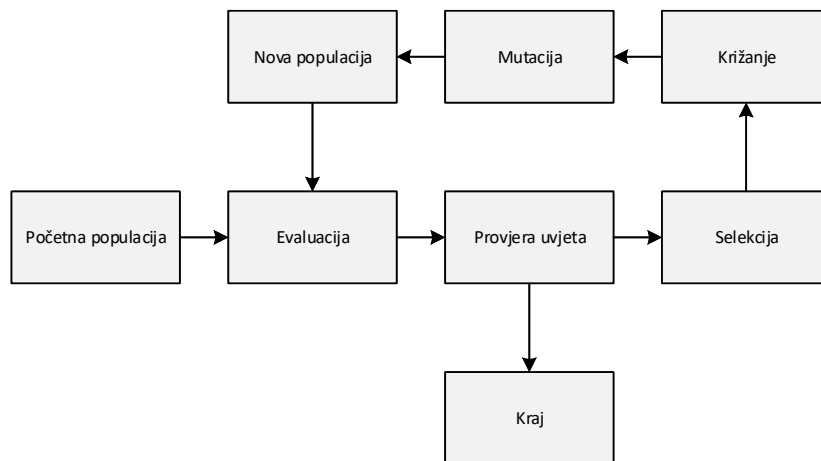 Nova populacija
Mutacija
Križanje
Početna populacija
Evaluacija
Provjera uvjeta
Selekcija
Kraj